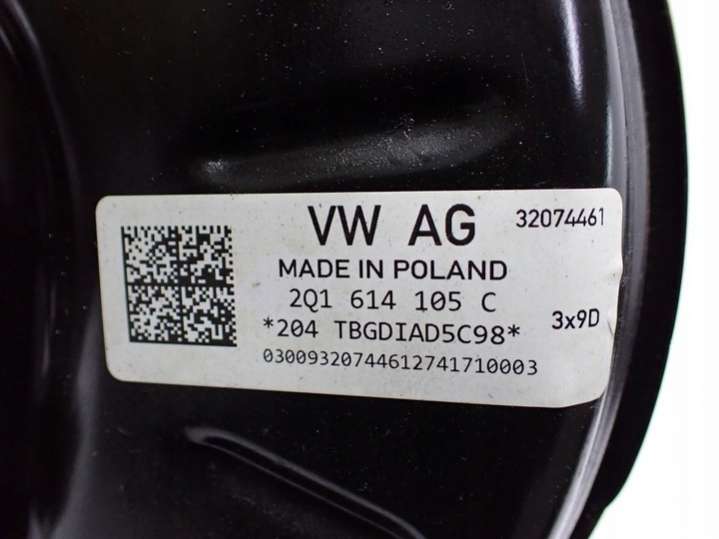 VW AG 32074461
MADE IN POLAND
2Q1 614 105 C
*204 TBGDIAD5C98* 3x9D
03009320744612741710003